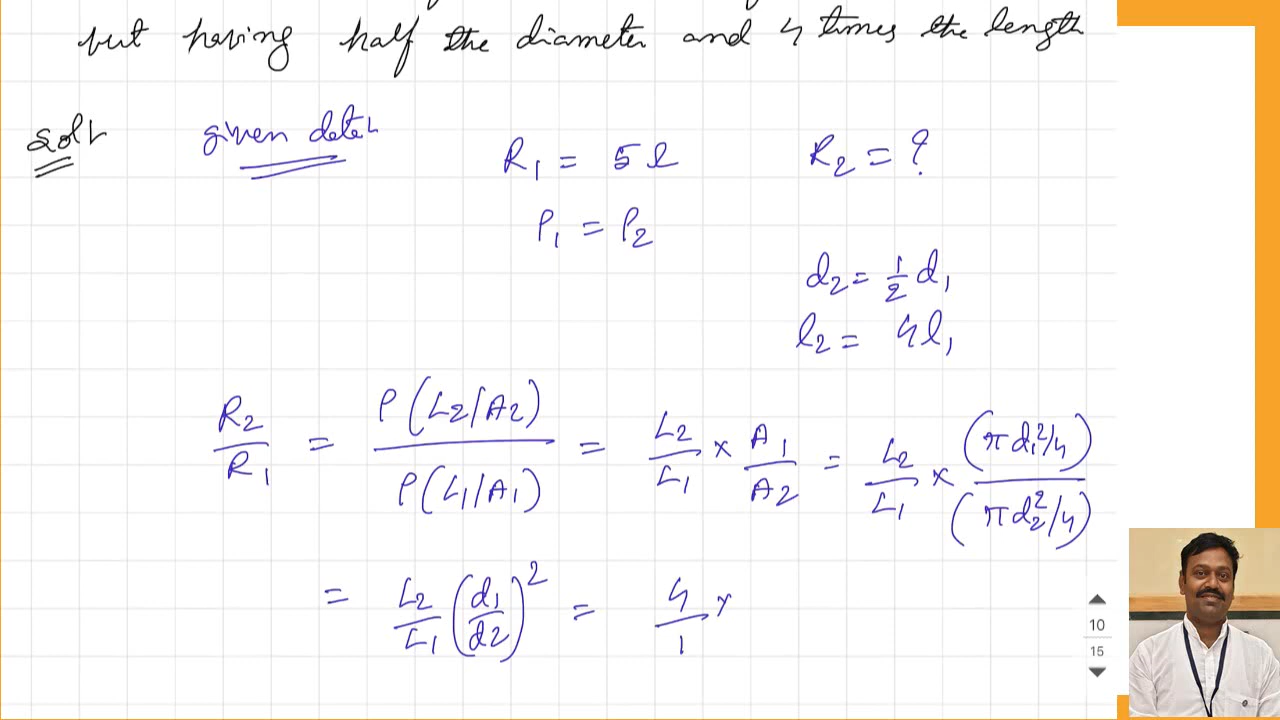 but having half the diameter and 4 times the length
soln given data
R₁ = 5 Ω R₂ = ?
ρ₁ = ρ₂
d₂ = 1/2 d₁
l₂ = 4l₁
R₂/R₁ = ρ(L₂/A₂)/ρ(L₁/A₁) = L₂/L₁ × A₁/A₂ = L₂/L₁ × (πd₁²/4)/(πd₂²/4)
= L₂/L₁ (d₁/d₂)² = 4/1 ×
10
15